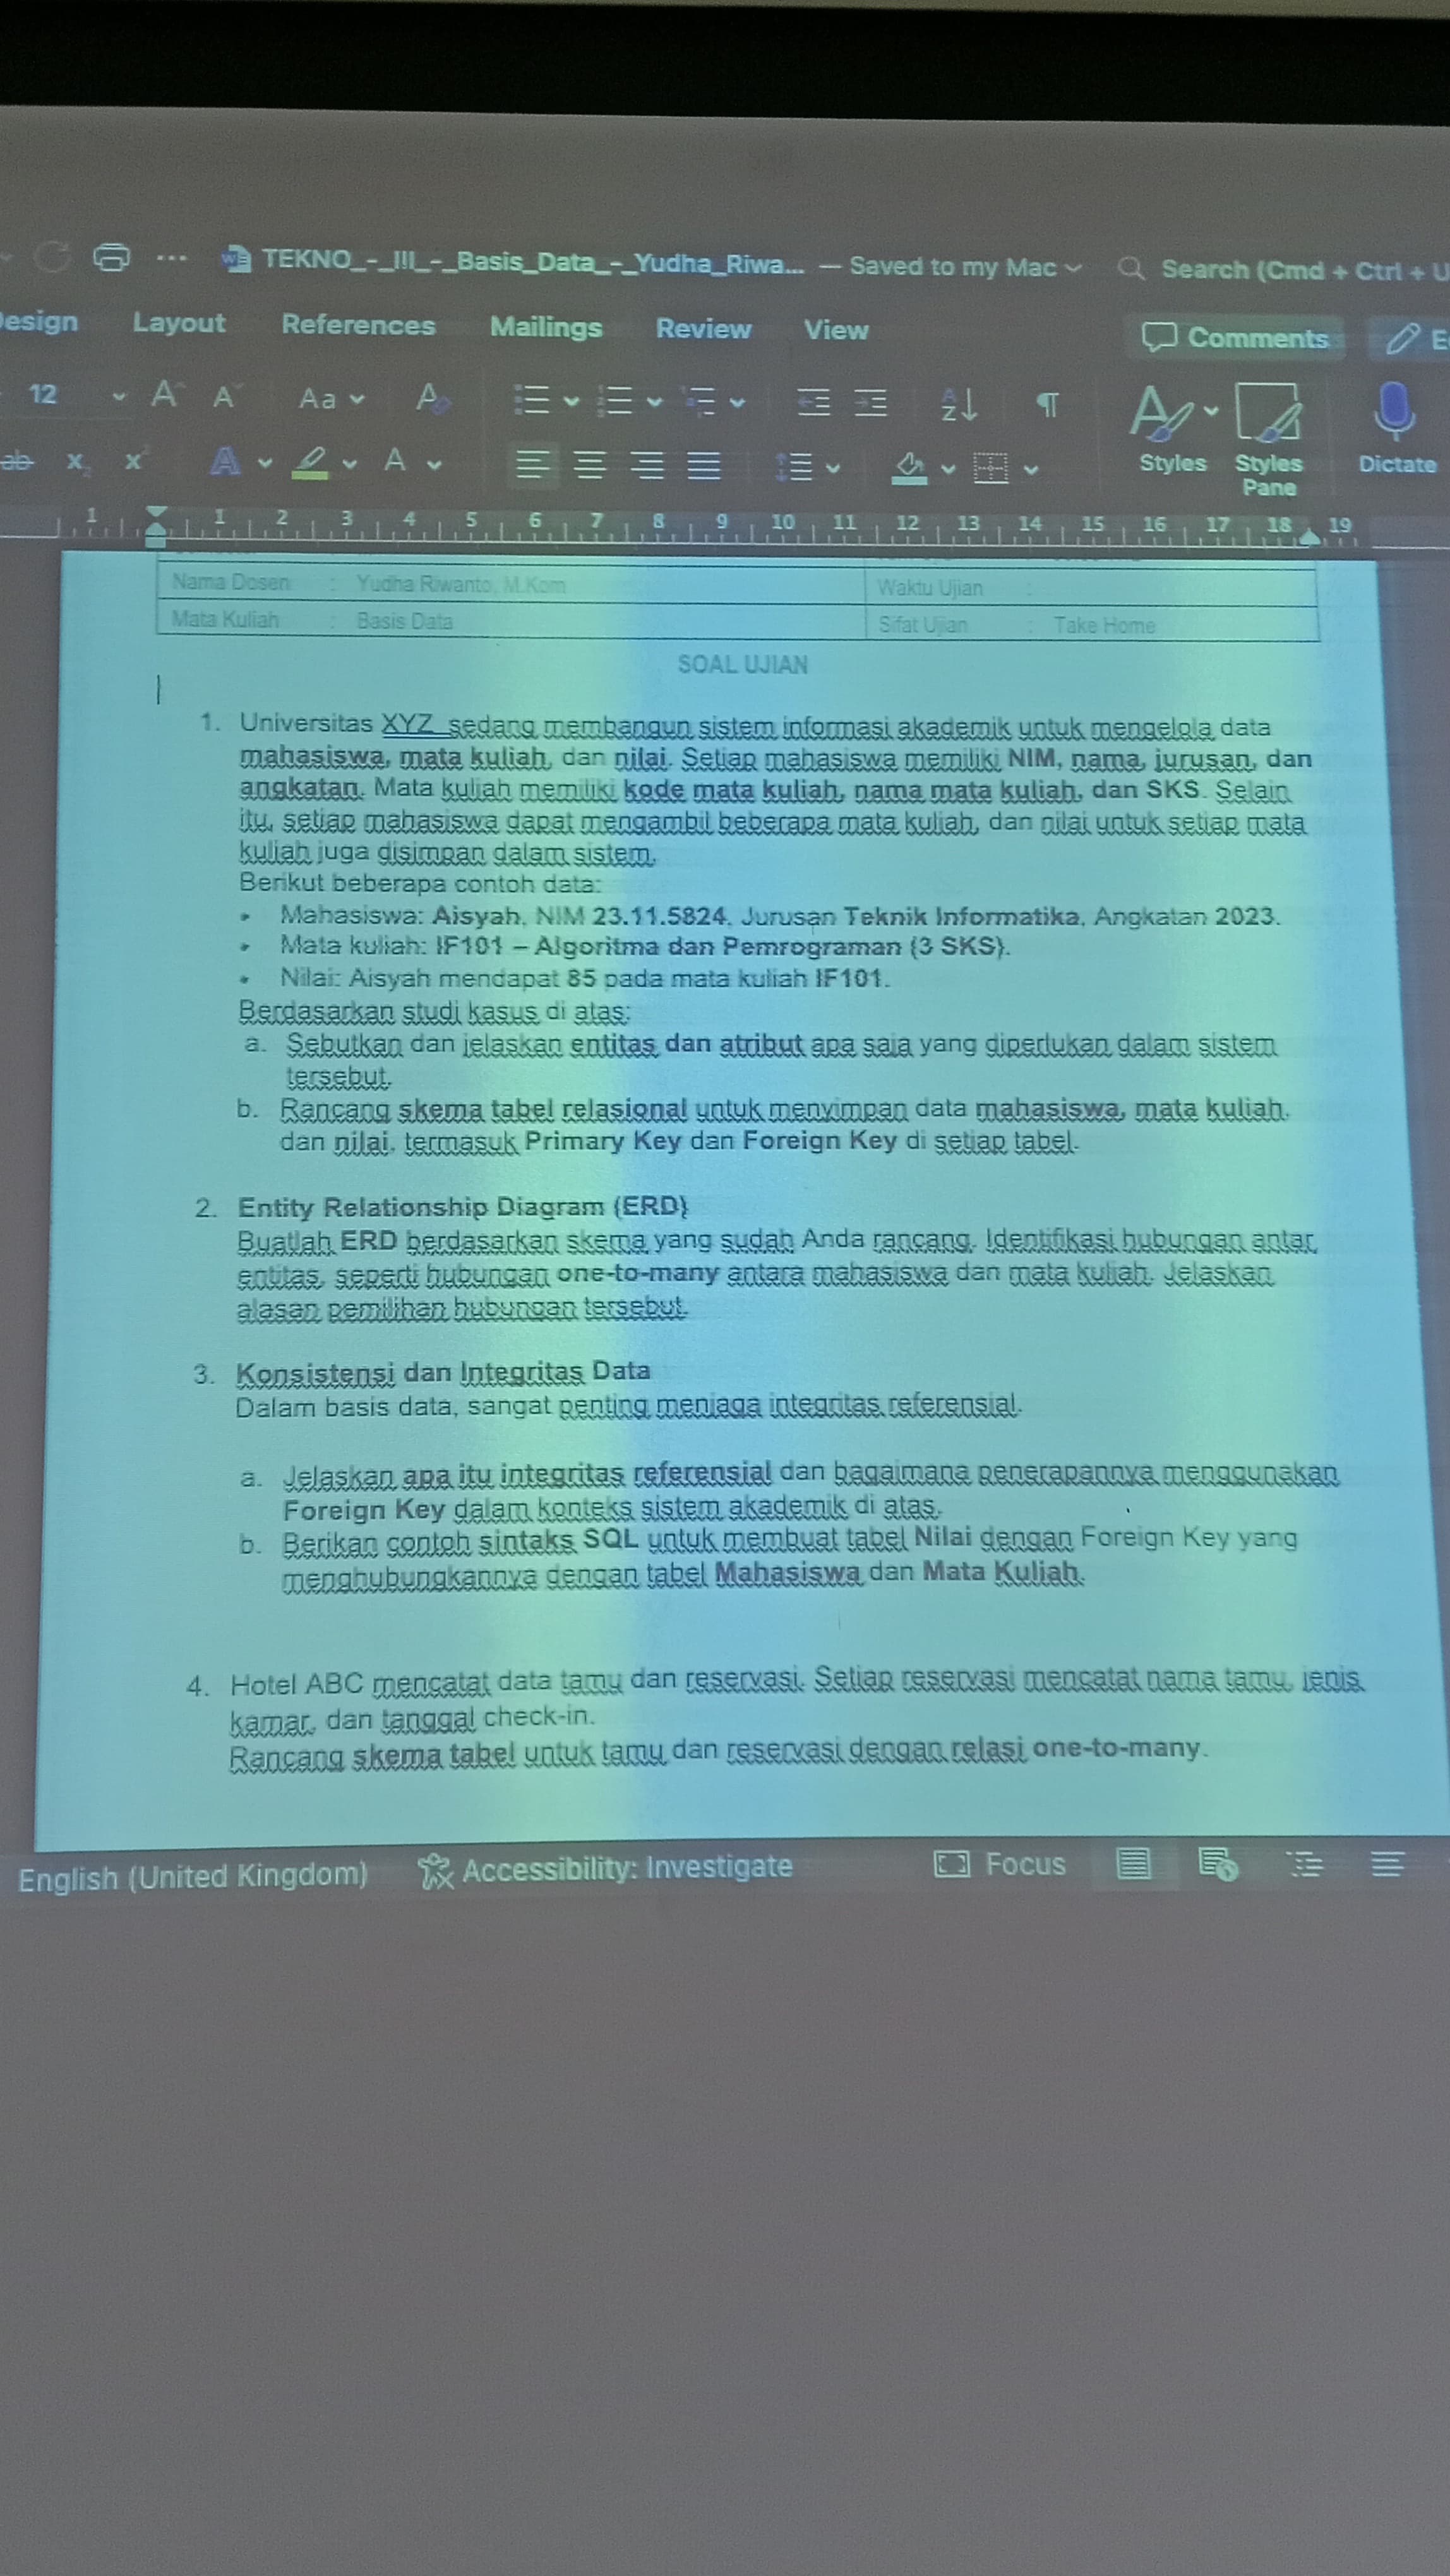 TEKNO_-_III_-_Basis_Data_-_Yudha_Riwa... — Saved to my Mac
Search (Cmd + Ctrl + U
esign Layout References Mailings Review View
Comments
12
Aa
Styles Styles Pane Dictate
1 1 2 3 4 5 6 7 8 9 10 11 12 13 14 15 16 17 18 19
Nama Dosen : Yudha Riwanto, M.Kom Waktu Ujian :
Mata Kuliah : Basis Data Sifat Ujian : Take Home
SOAL UJIAN
1. Universitas XYZ sedang membangun sistem informasi akademik untuk mengelola data
mahasiswa, mata kuliah, dan nilai. Setiap mahasiswa memiliki NIM, nama, jurusan, dan
angkatan. Mata kuliah memiliki kode mata kuliah, nama mata kuliah, dan SKS. Selain
itu, setiap mahasiswa dapat mengambil beberapa mata kuliah, dan nilai untuk setiap mata
kuliah juga disimpan dalam sistem.
Berikut beberapa contoh data:
• Mahasiswa: Aisyah, NIM 23.11.5824, Jurusan Teknik Informatika, Angkatan 2023.
• Mata kuliah: IF101 – Algoritma dan Pemrograman (3 SKS).
• Nilai: Aisyah mendapat 85 pada mata kuliah IF101.
Berdasarkan studi kasus di atas:
a. Sebutkan dan jelaskan entitas dan atribut apa saja yang diperlukan dalam sistem
tersebut.
b. Rancang skema tabel relasional untuk menyimpan data mahasiswa, mata kuliah,
dan nilai, termasuk Primary Key dan Foreign Key di setiap tabel.
2. Entity Relationship Diagram (ERD)
Buatlah ERD berdasarkan skema yang sudah Anda rancang. Identifikasi hubungan antar
entitas, seperti hubungan one-to-many antara mahasiswa dan mata kuliah. Jelaskan
alasan pemilihan hubungan tersebut.
3. Konsistensi dan Integritas Data
Dalam basis data, sangat penting menjaga integritas referensial.
a. Jelaskan apa itu integritas referensial dan bagaimana penerapannya menggunakan
Foreign Key dalam konteks sistem akademik di atas.
b. Berikan contoh sintaks SQL untuk membuat tabel Nilai dengan Foreign Key yang
menghubungkannya dengan tabel Mahasiswa dan Mata Kuliah.
4. Hotel ABC mencatat data tamu dan reservasi. Setiap reservasi mencatat nama tamu, jenis
kamar, dan tanggal check-in.
Rancang skema tabel untuk tamu dan reservasi dengan relasi one-to-many.
English (United Kingdom) Accessibility: Investigate Focus